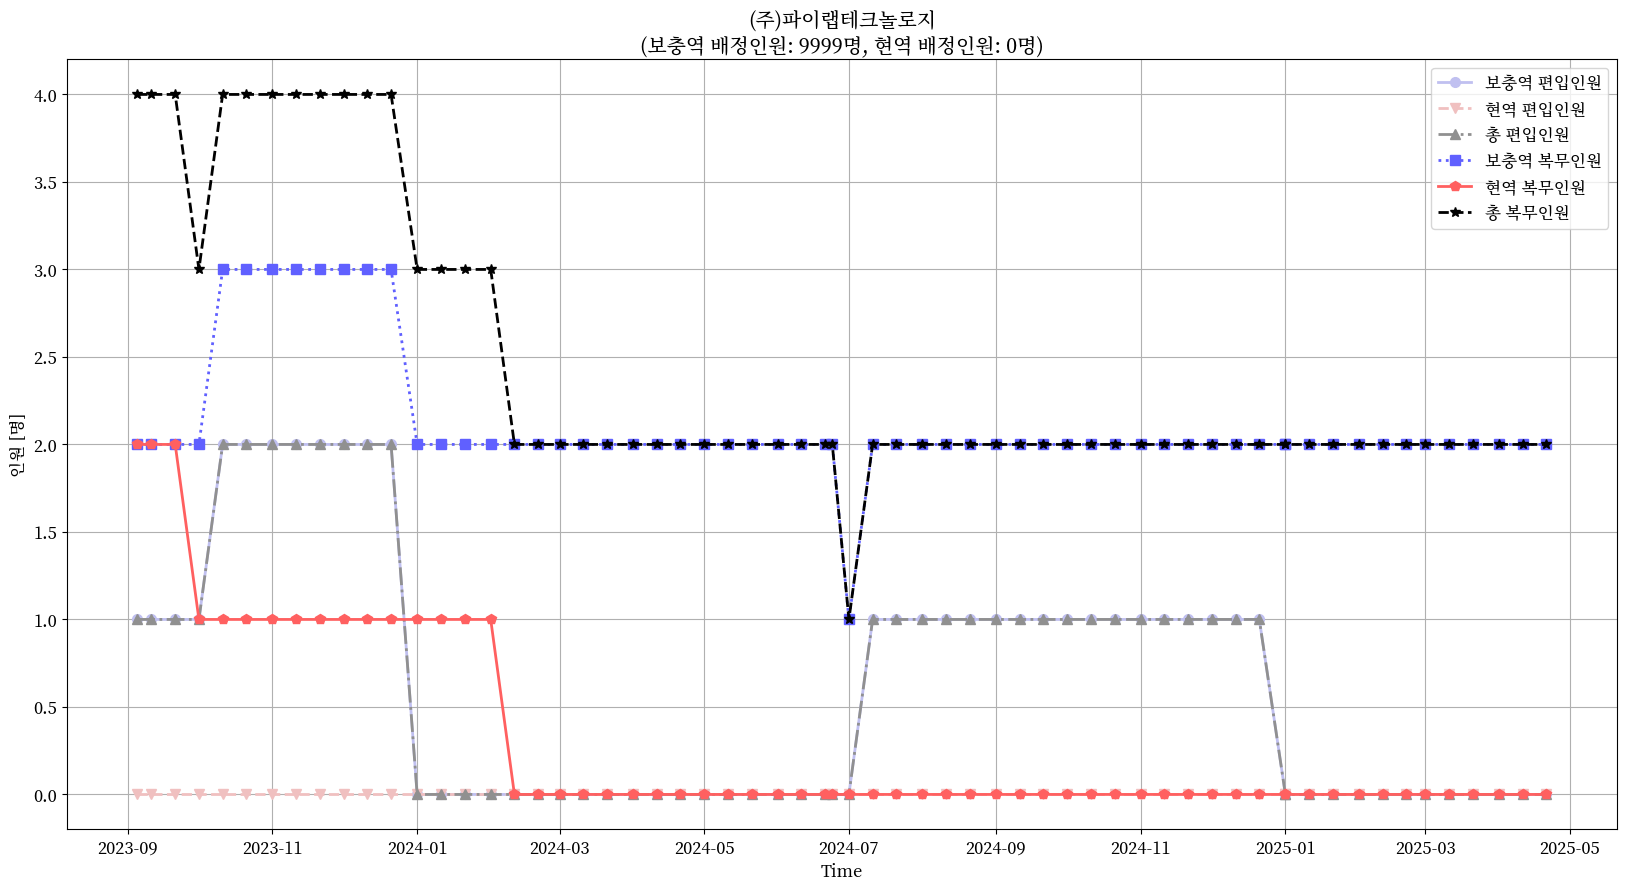 (주)파이랩테크놀로지
(보충역 배정인원: 9999명, 현역 배정인원: 0명)
보충역 편입인원
현역 편입인원
총 편입인원
보충역 복무인원
현역 복무인원
총 복무인원
인원 [명]
4.0
3.5
3.0
2.5
2.0
1.5
1.0
0.5
0.0
2023-09 2023-11 2024-01 2024-03 2024-05 2024-07 2024-09 2024-11 2025-01 2025-03 2025-05
Time